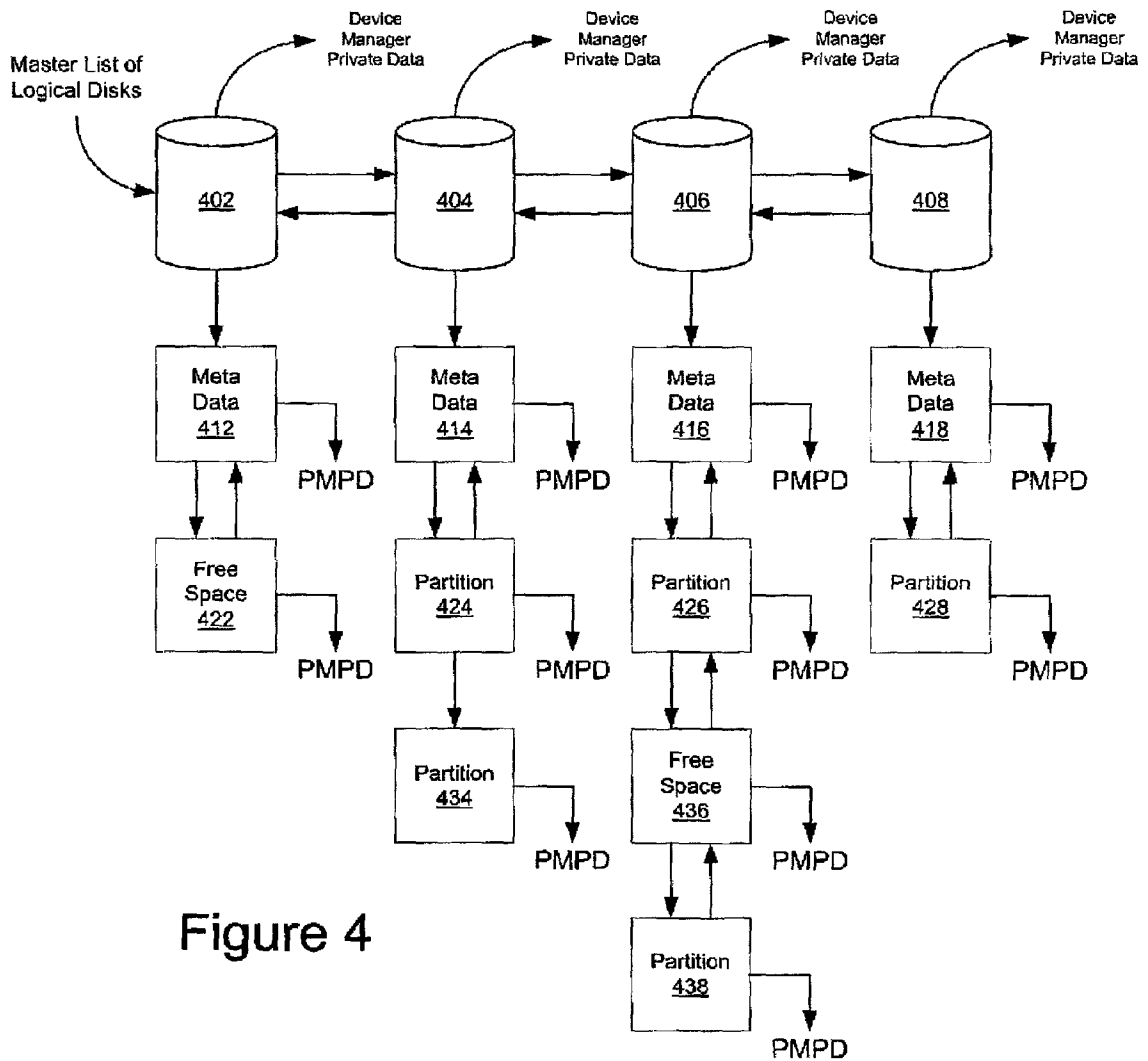 Device
Manager
Private Data
Device
Manager
Private Data
Device
Manager
Private Data
Device
Manager
Private Data
Master List of
Logical Disks
402
404
406
408
Meta
Data
412
PMPD
Meta
Data
414
PMPD
Meta
Data
416
PMPD
Meta
Data
418
PMPD
Free
Space
422
PMPD
Partition
424
PMPD
Partition
426
PMPD
Partition
428
PMPD
Partition
434
PMPD
Free
Space
436
PMPD
Figure 4
Partition
438
PMPD